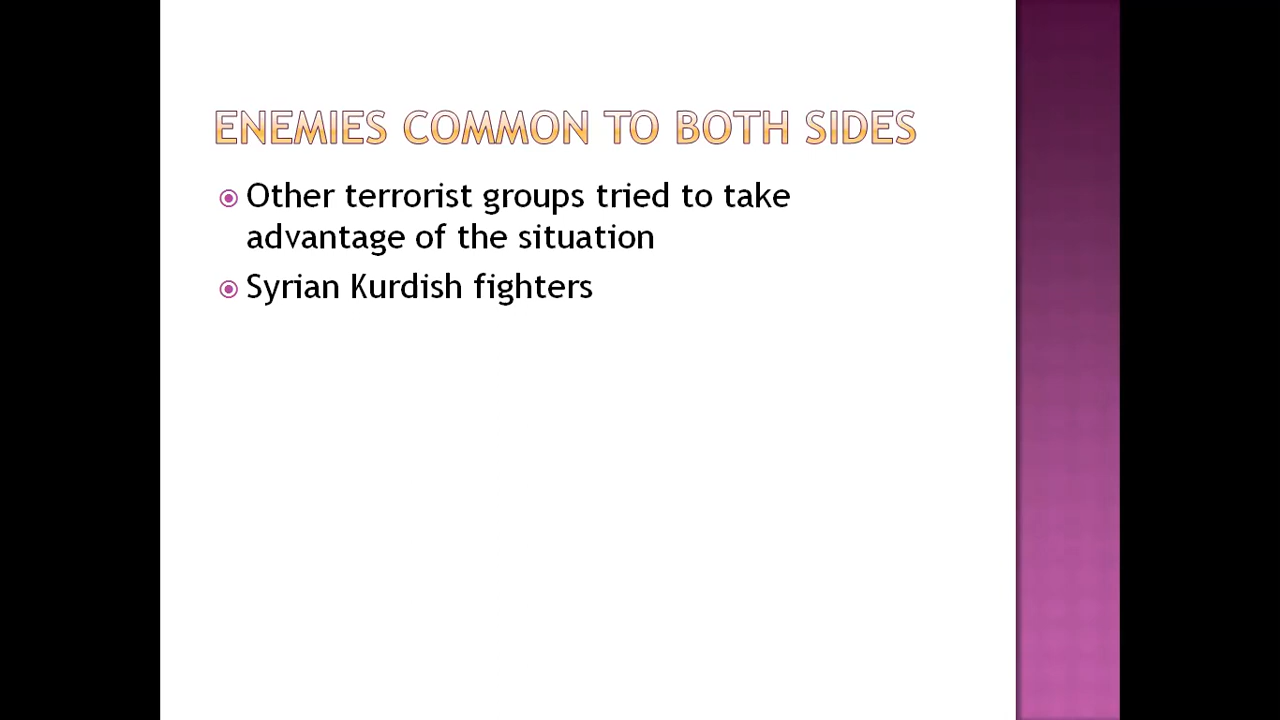 ENEMIES COMMON TO BOTH SIDES
Other terrorist groups tried to take
advantage of the situation
Syrian Kurdish fighters